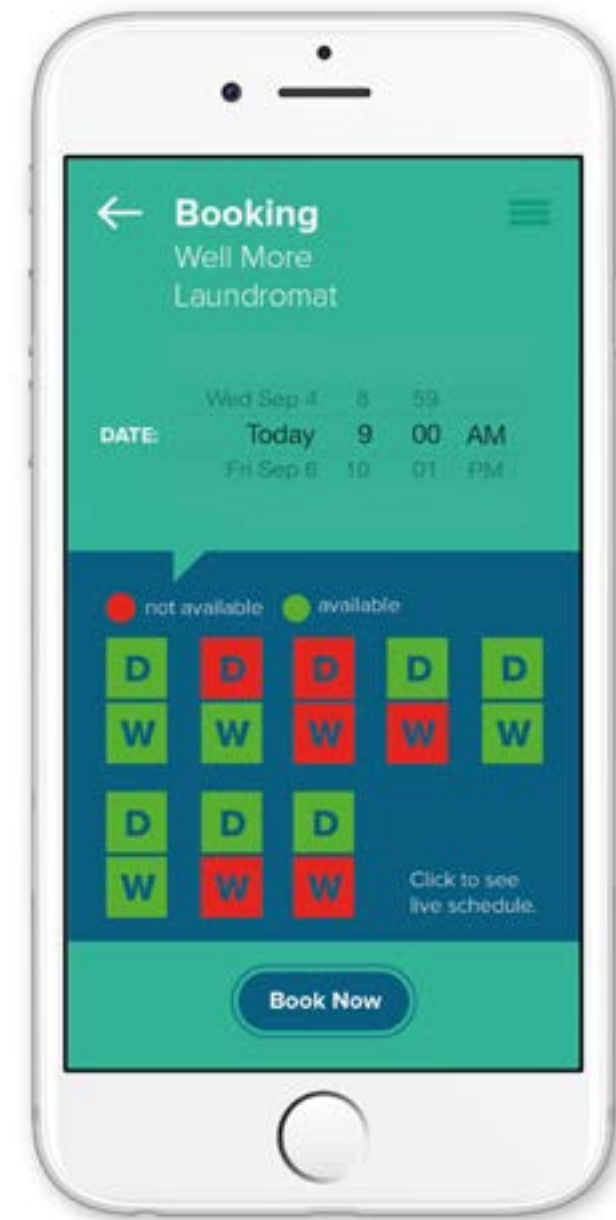 Booking
Well More
Laundromat
Wed Sep 4 8 59
DATE: Today 9 00 AM
Fri Sep 6 10 01 PM
not available available
D D D D D
W W W W W
D D D
W W W
Click to see
live schedule.
Book Now